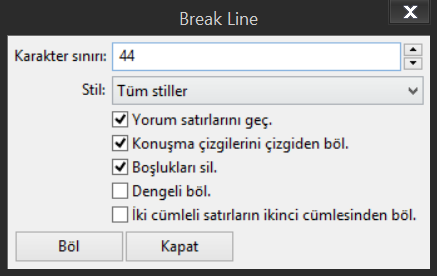 Break Line
Karakter sınırı: 44
Stil: Tüm stiller
Yorum satırlarını geç.
Konuşma çizgilerini çizgiden böl.
Boşlukları sil.
Dengeli böl.
İki cümleli satırların ikinci cümlesinden böl.
Böl Kapat